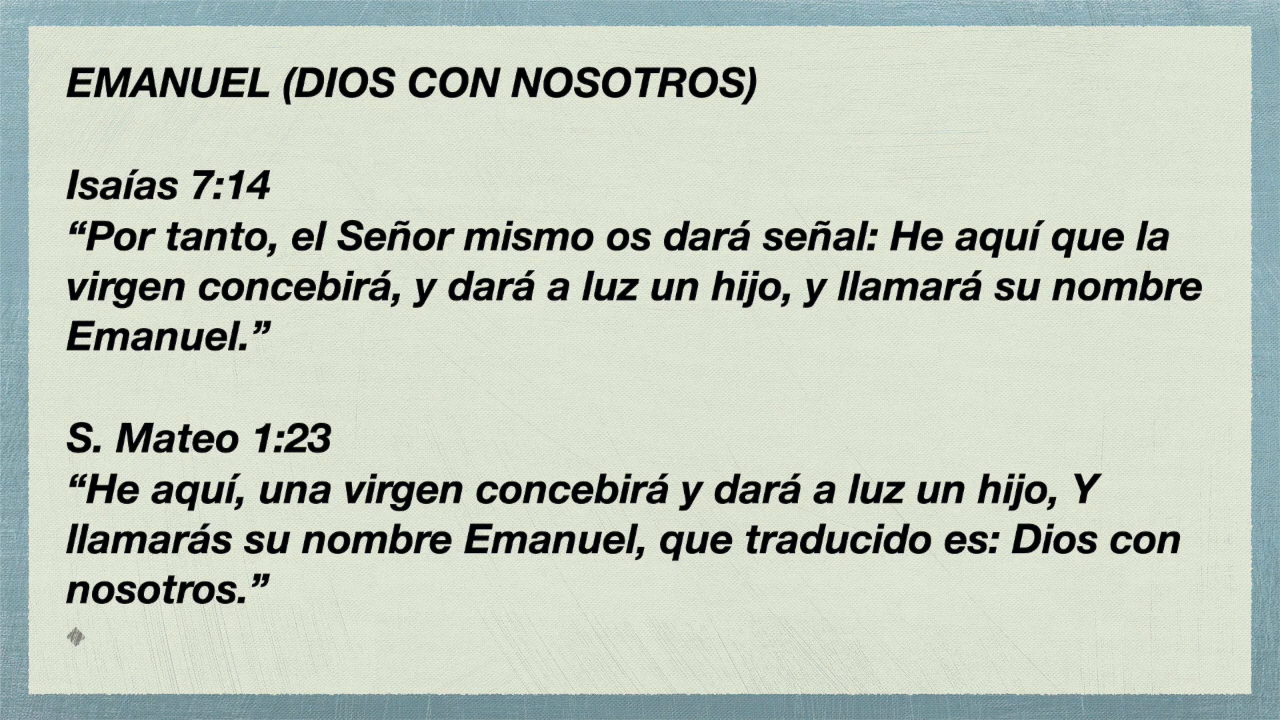 EMANUEL (DIOS CON NOSOTROS)
Isaías 7:14
“Por tanto, el Señor mismo os dará señal: He aquí que la
virgen concebirá, y dará a luz un hijo, y llamará su nombre
Emanuel.”
S. Mateo 1:23
“He aquí, una virgen concebirá y dará a luz un hijo, Y
llamarás su nombre Emanuel, que traducido es: Dios con
nosotros.”